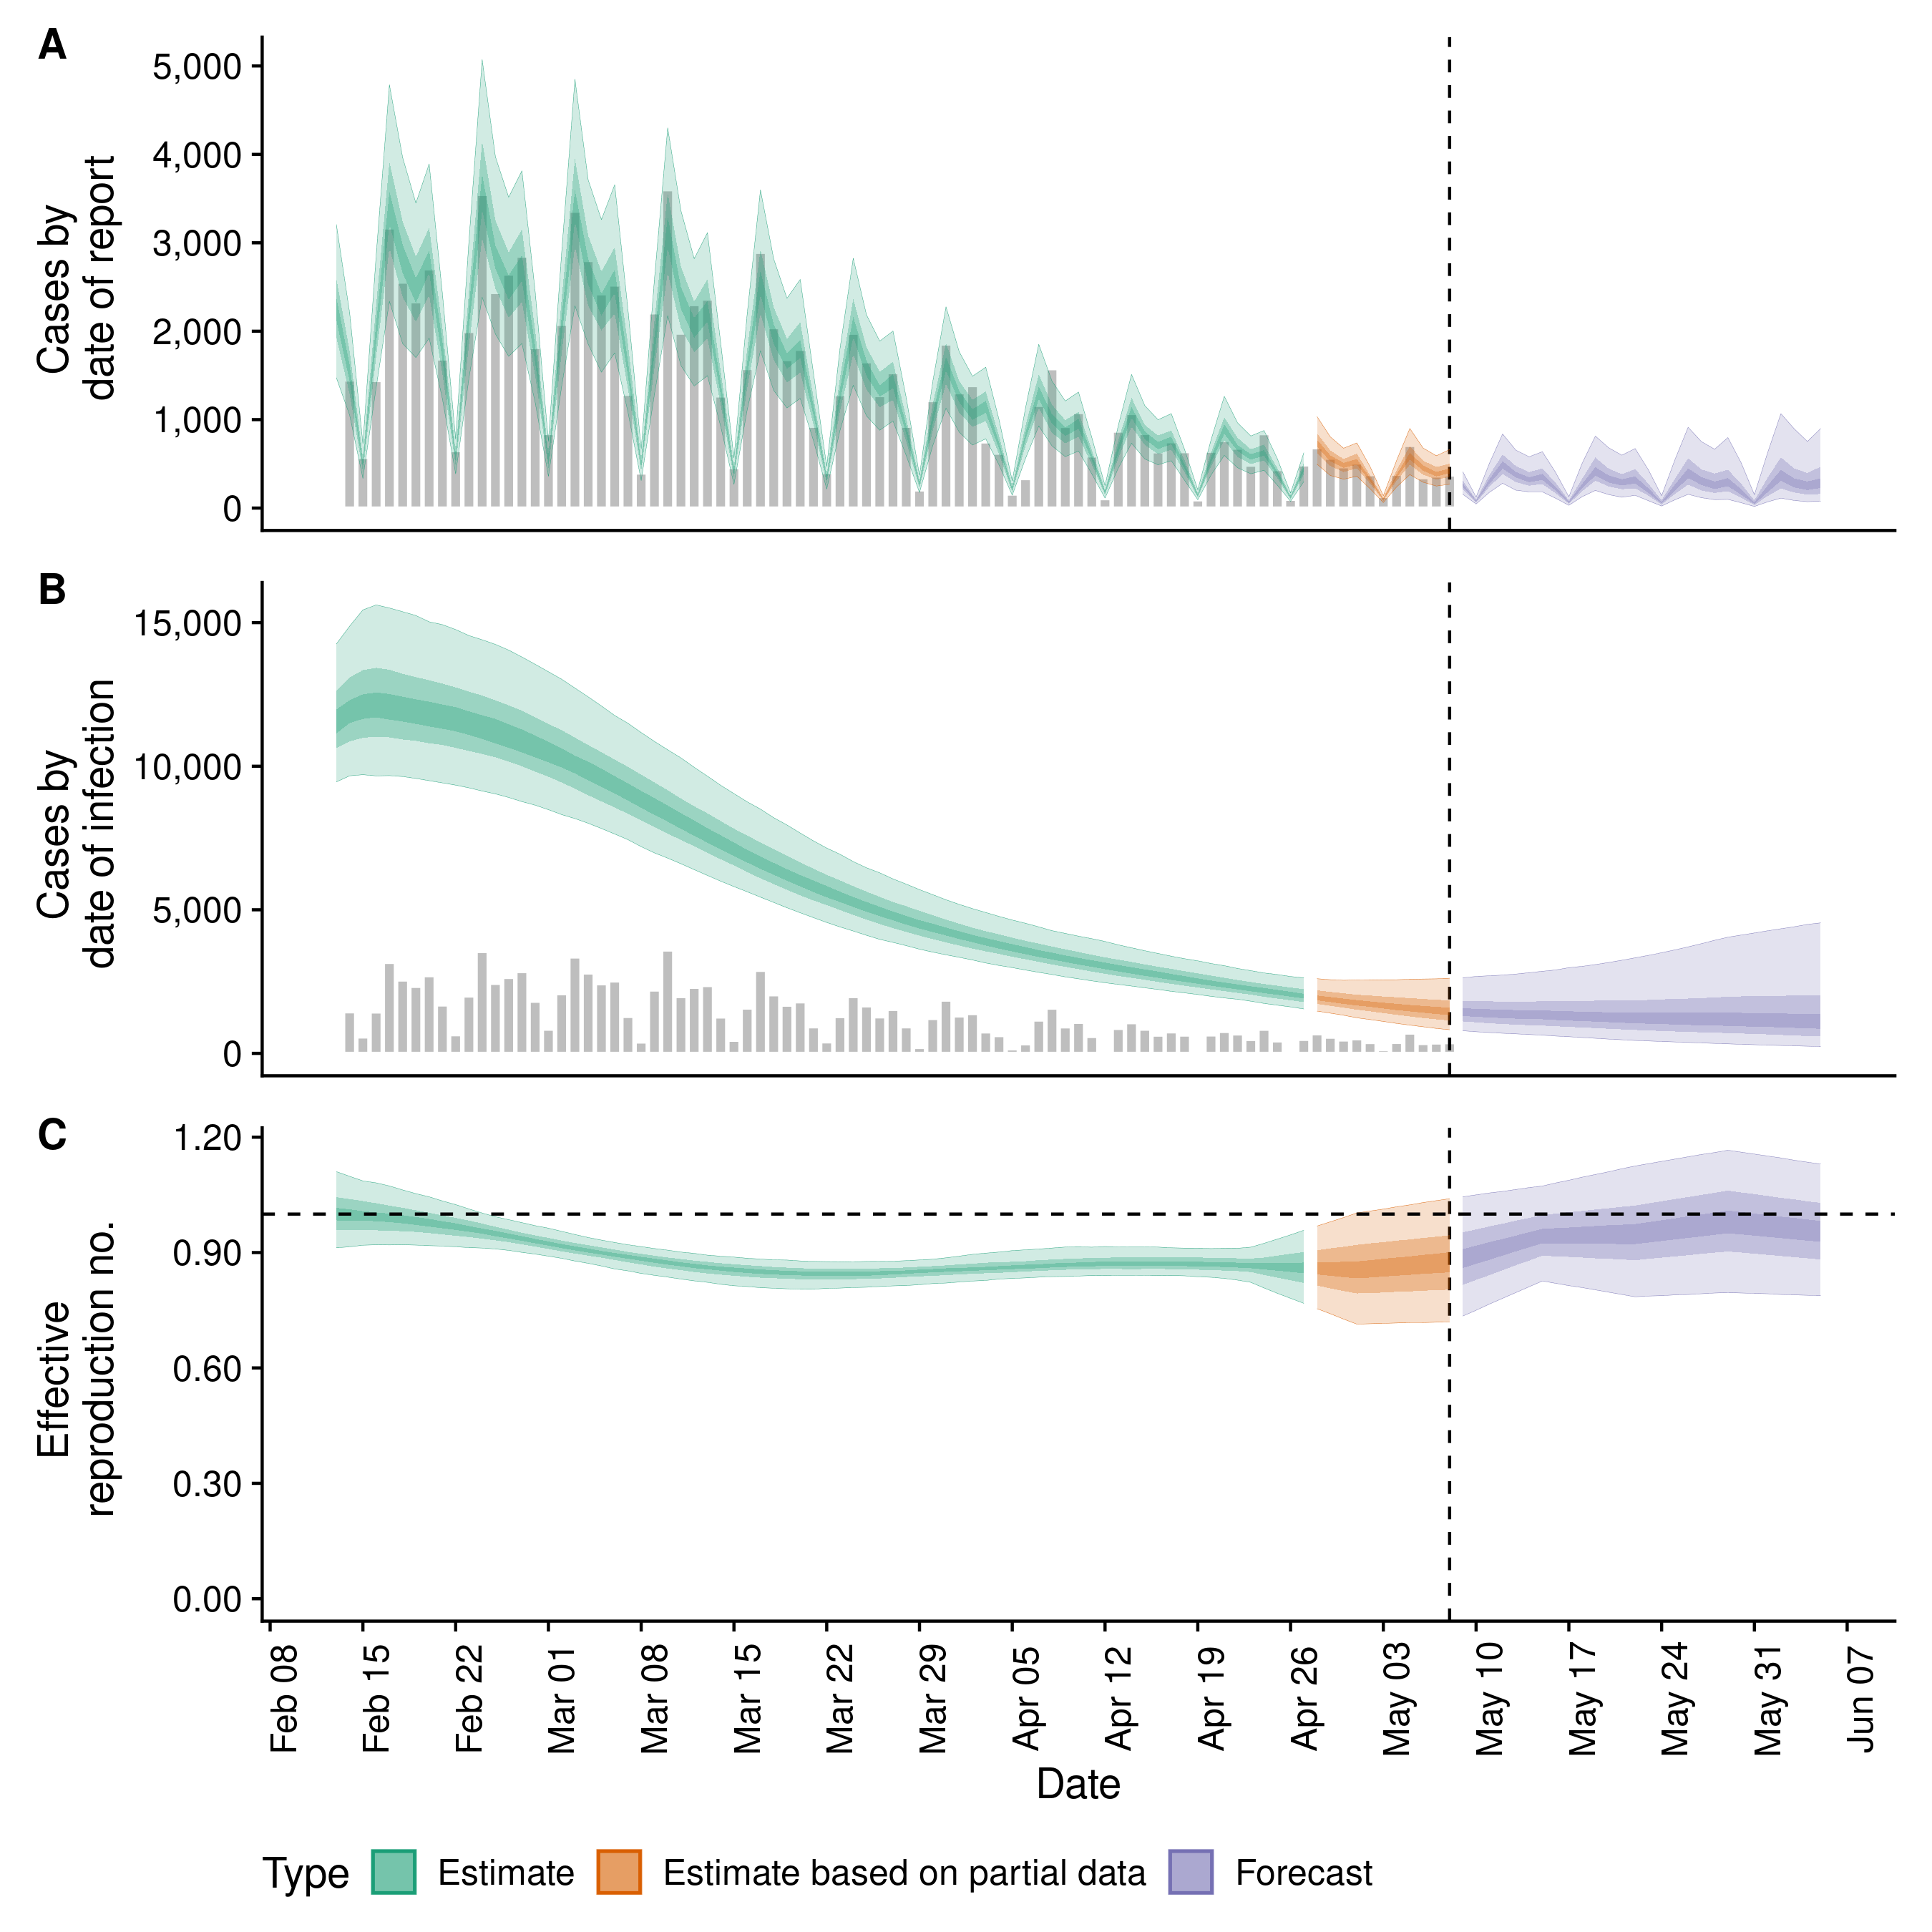 A
Cases by
date of report
5,000
4,000
3,000
2,000
1,000
0
B
Cases by
date of infection
15,000
10,000
5,000
0
C
Effective
reproduction no.
1.20
0.90
0.60
0.30
0.00
Feb 08
Feb 15
Feb 22
Mar 01
Mar 08
Mar 15
Mar 22
Mar 29
Apr 05
Apr 12
Apr 19
Apr 26
May 03
May 10
May 17
May 24
May 31
Jun 07
Date
Type Estimate Estimate based on partial data Forecast